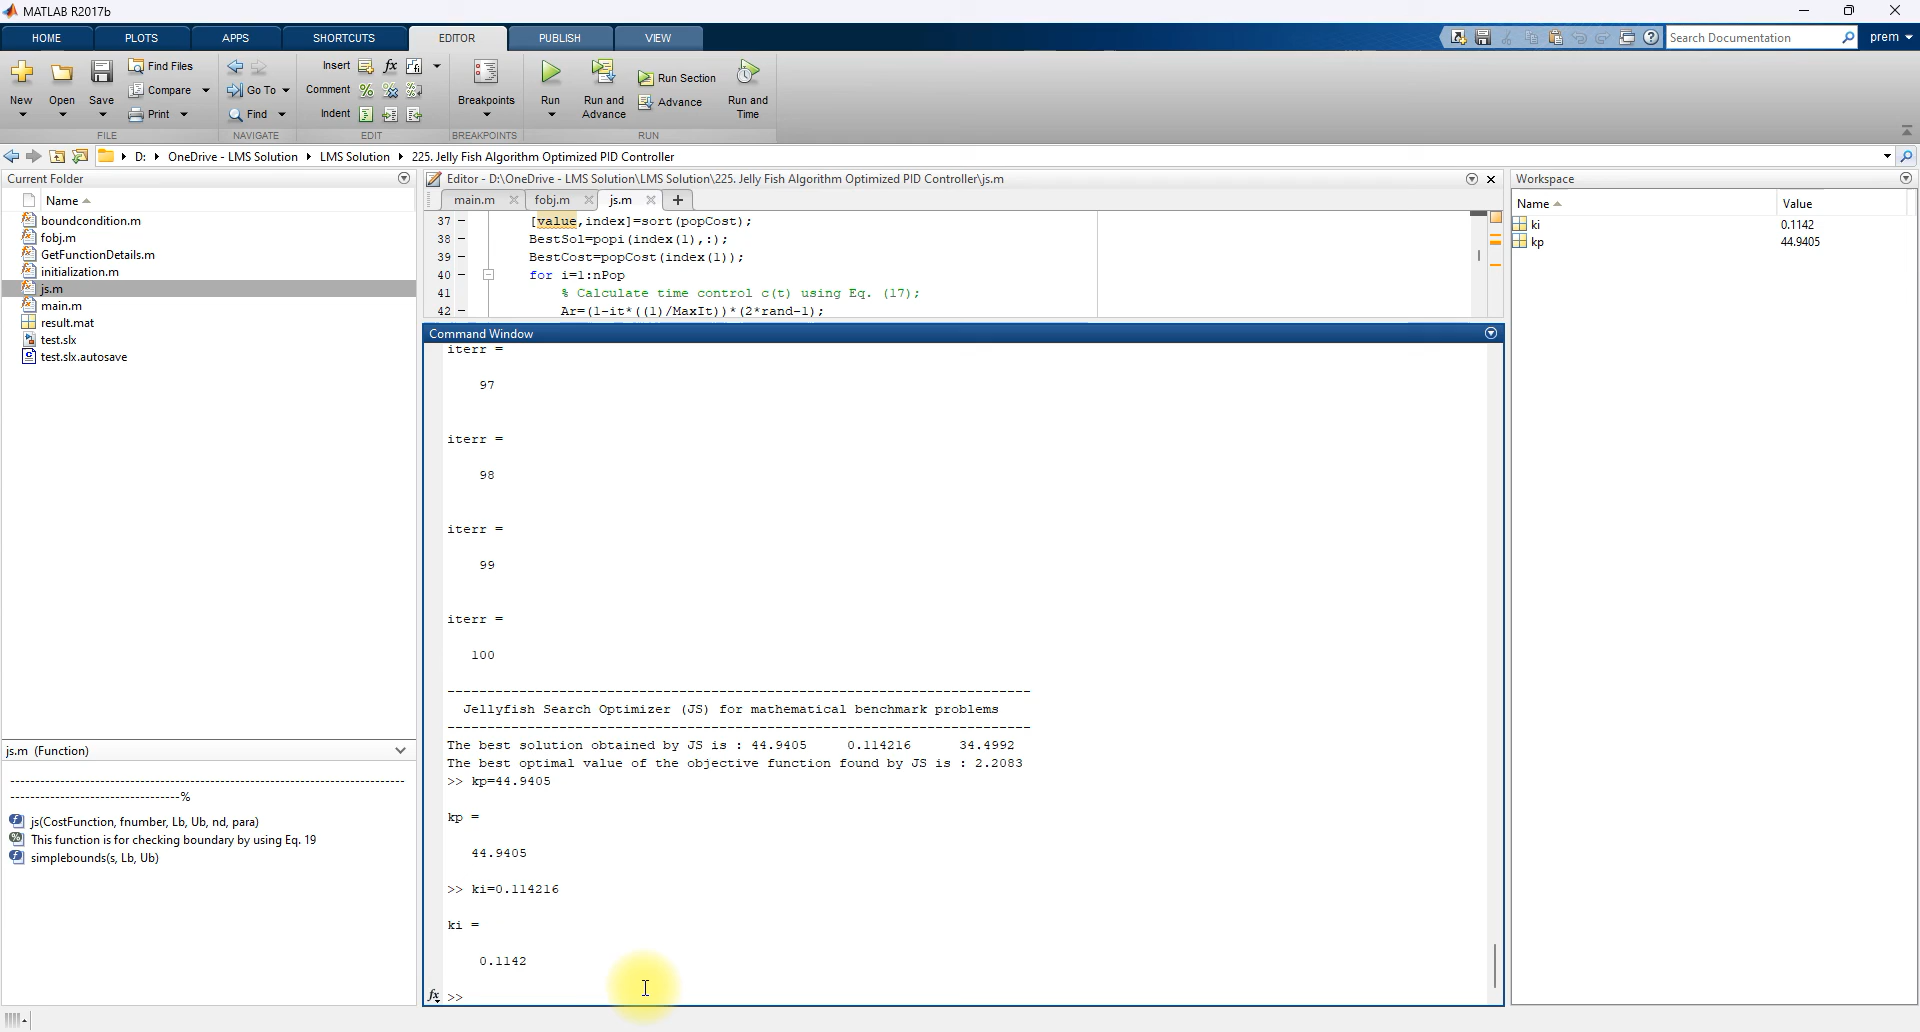 MATLAB R2017b
HOME
PLOTS
APPS
SHORTCUTS
EDITOR
PUBLISH
VIEW
Search Documentation
prem
New
Open
Save
Find Files
Compare
Print
Go To
Find
Insert
fx
Comment
Indent
Breakpoints
Run
Run and Advance
Run Section
Advance
Run and Time
FILE
NAVIGATE
EDIT
BREAKPOINTS
RUN
D: ▸ OneDrive - LMS Solution ▸ LMS Solution ▸ 225. Jelly Fish Algorithm Optimized PID Controller
Current Folder
Name
boundcondition.m
fobj.m
GetFunctionDetails.m
initialization.m
js.m
main.m
result.mat
test.slx
test.slx.autosave
js.m (Function)
--------------------------------------------------------------------------------
----------------------------------%
js(CostFunction, fnumber, Lb, Ub, nd, para)
This function is for checking boundary by using Eq. 19
simplebounds(s, Lb, Ub)
Editor - D:\OneDrive - LMS Solution\LMS Solution\225. Jelly Fish Algorithm Optimized PID Controller\js.m
main.m
fobj.m
js.m
37 - [value,index]=sort(popCost);
38 - BestSol=popi(index(1),:);
39 - BestCost=popCost(index(1));
40 - for i=1:nPop
41 % Calculate time control c(t) using Eq. (17);
42 - Ar=(1-it*((1)/MaxIt))*(2*rand-1);
Command Window
iterr =
97
iterr =
98
iterr =
99
iterr =
100
-------------------------------------------------------------------------
Jellyfish Search Optimizer (JS) for mathematical benchmark problems
-------------------------------------------------------------------------
The best solution obtained by JS is : 44.9405 0.114216 34.4992
The best optimal value of the objective function found by JS is : 2.2083
>> kp=44.9405
kp =
44.9405
>> ki=0.114216
ki =
0.1142
fx >>
Workspace
Name
Value
ki
0.1142
kp
44.9405